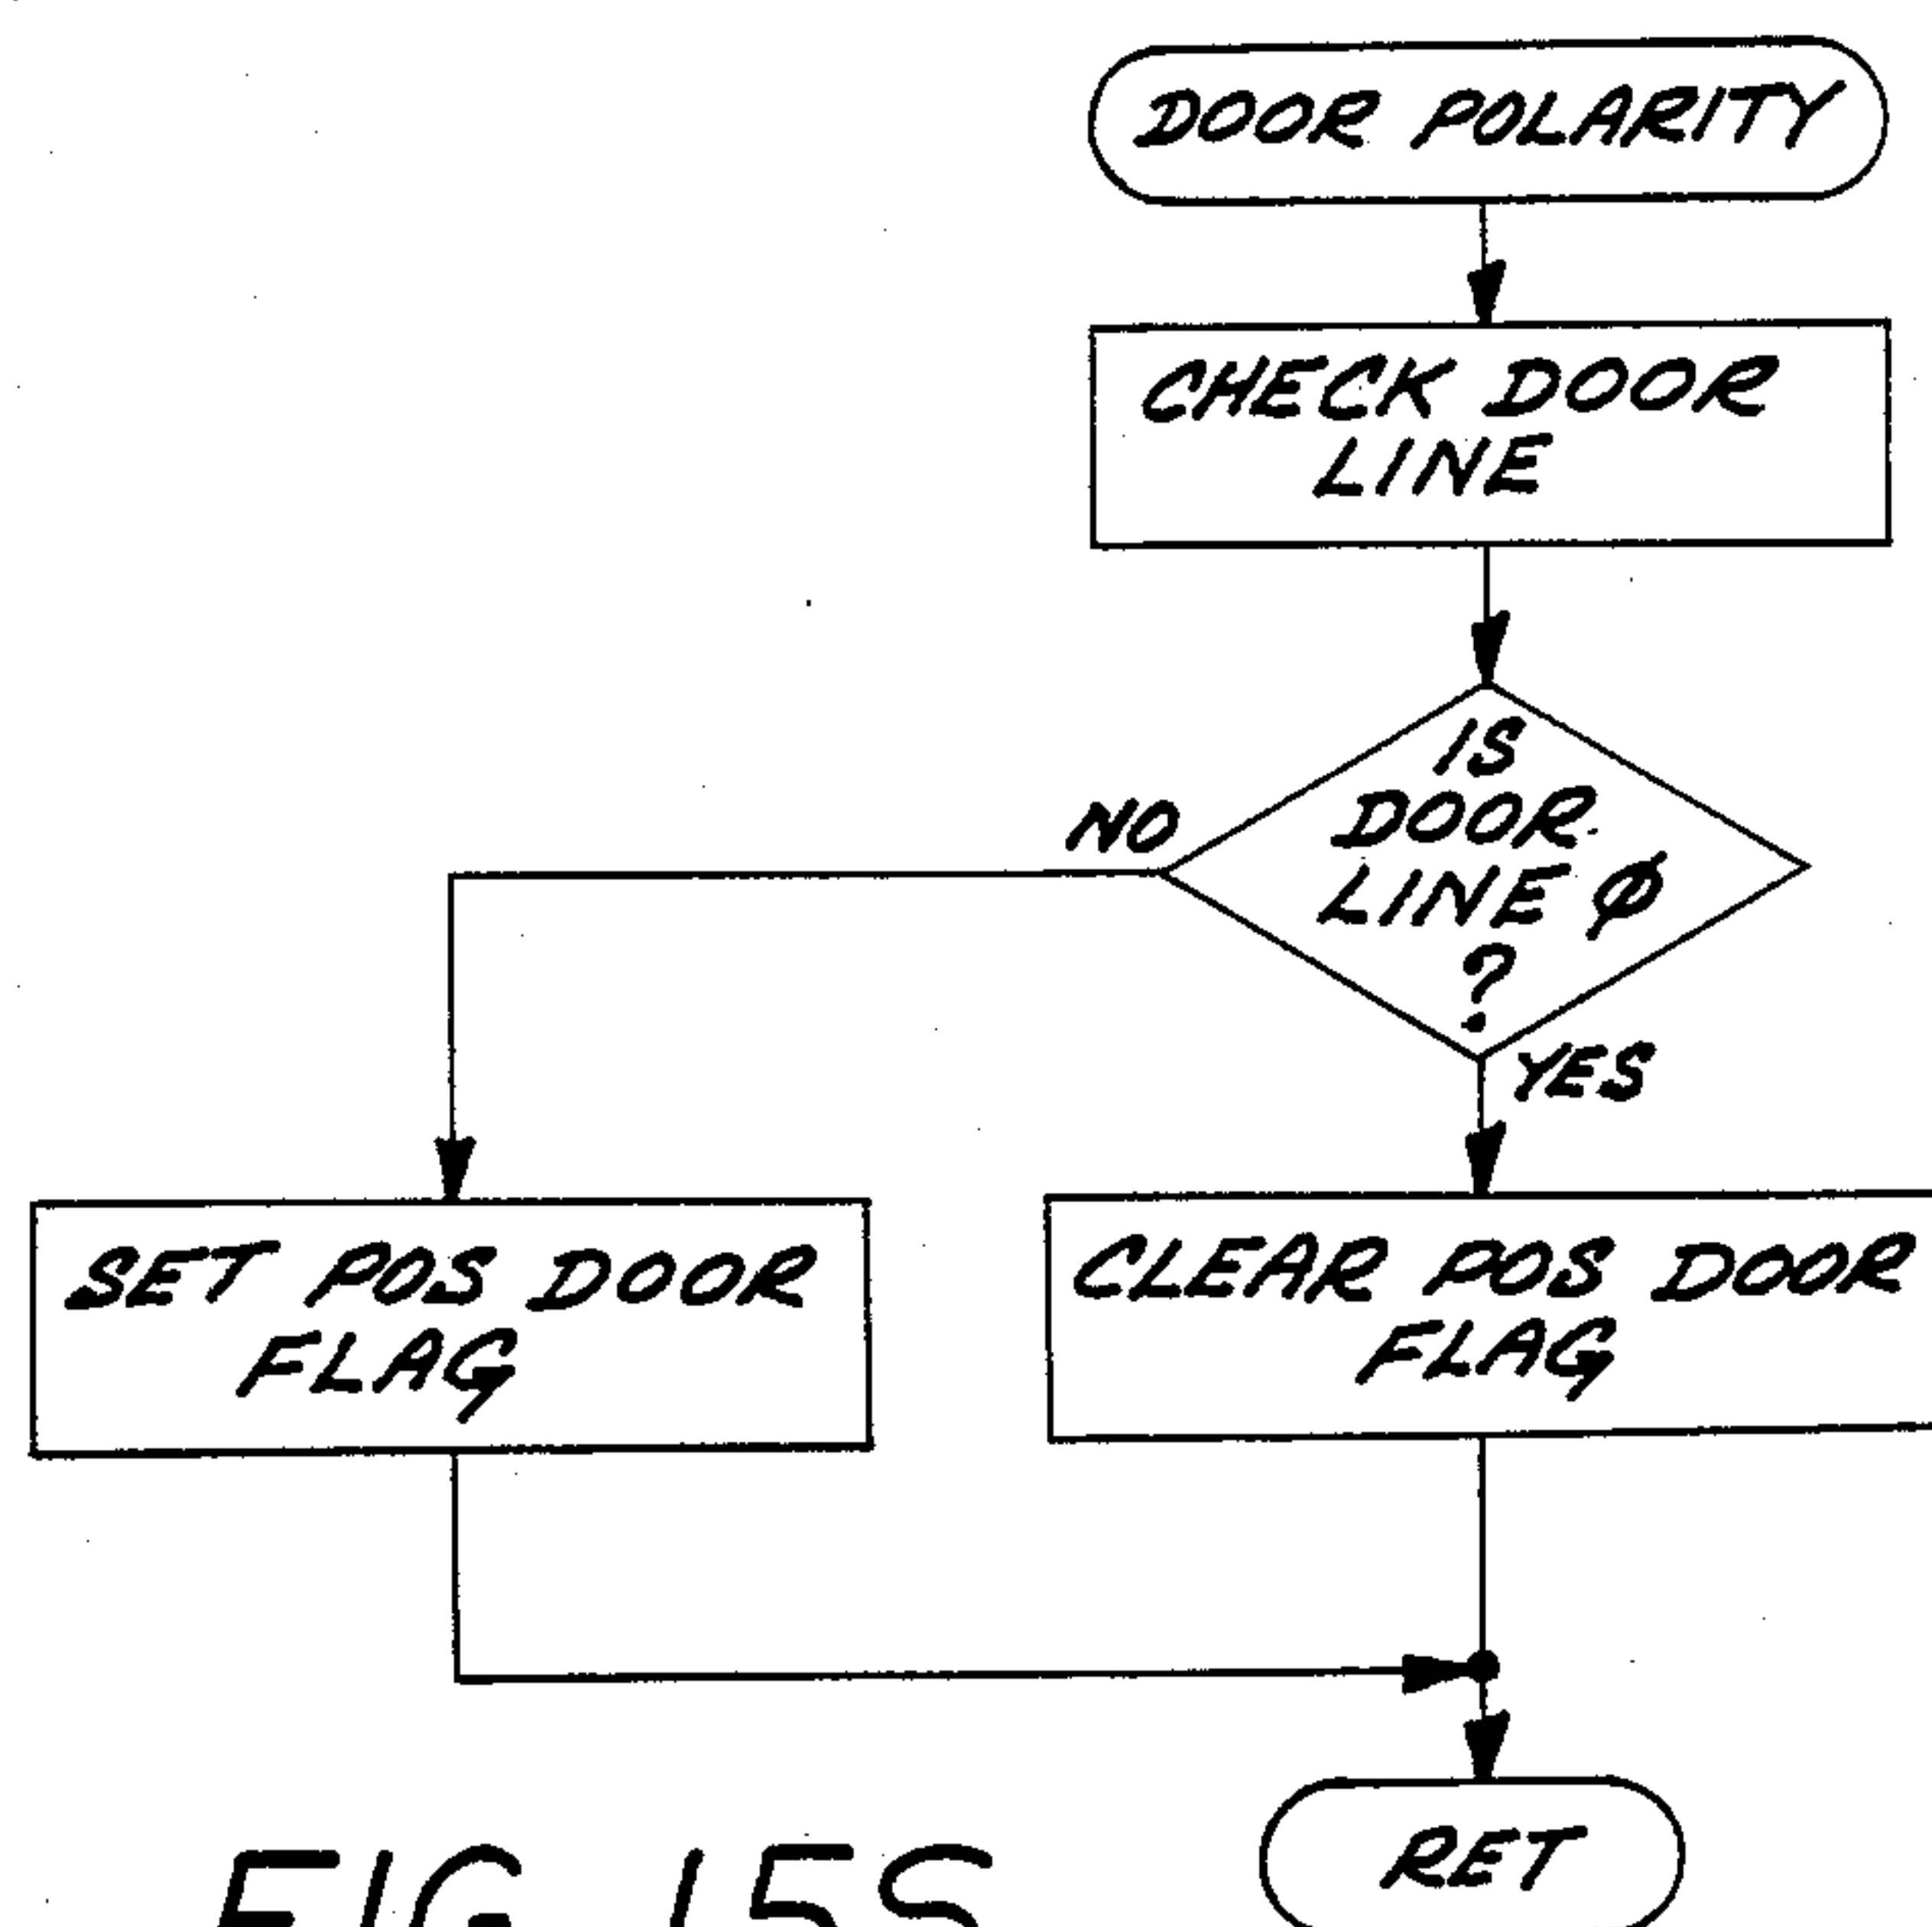 DOOR POLARITY
CHECK DOOR
LINE
IS
DOOR
LINE Ø
?
NO
YES
SET POS DOOR
FLAG
CLEAR POS DOOR
FLAG
RET
FIG. 15S